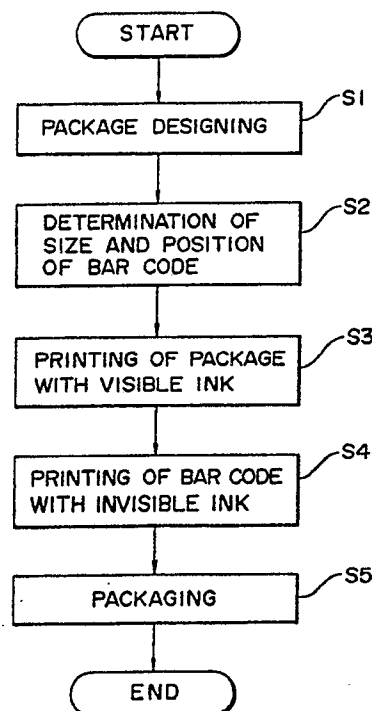 START
S1
PACKAGE DESIGNING
S2
DETERMINATION OF
SIZE AND POSITION
OF BAR CODE
S3
PRINTING OF PACKAGE
WITH VISIBLE INK
S4
PRINTING OF BAR CODE
WITH INVISIBLE INK
S5
PACKAGING
END